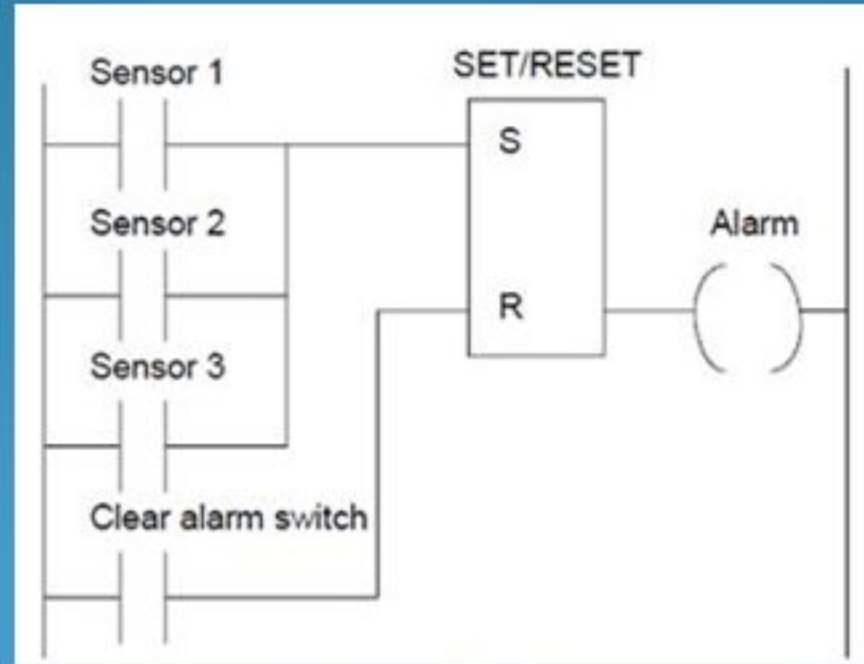 Sensor 1
SET/RESET
S
Sensor 2
Alarm
R
Sensor 3
Clear alarm switch